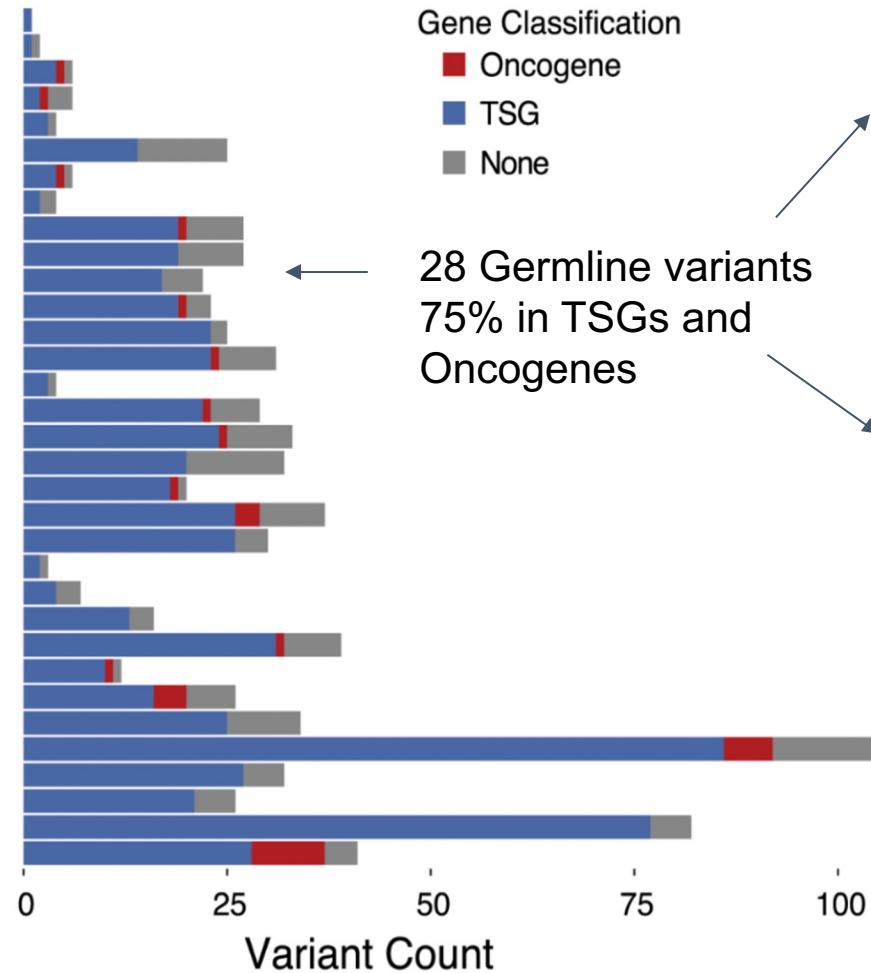 Gene Classification
Oncogene
TSG
None
28 Germline variants
75% in TSGs and
Oncogenes
0 25 50 75 100
Variant Count